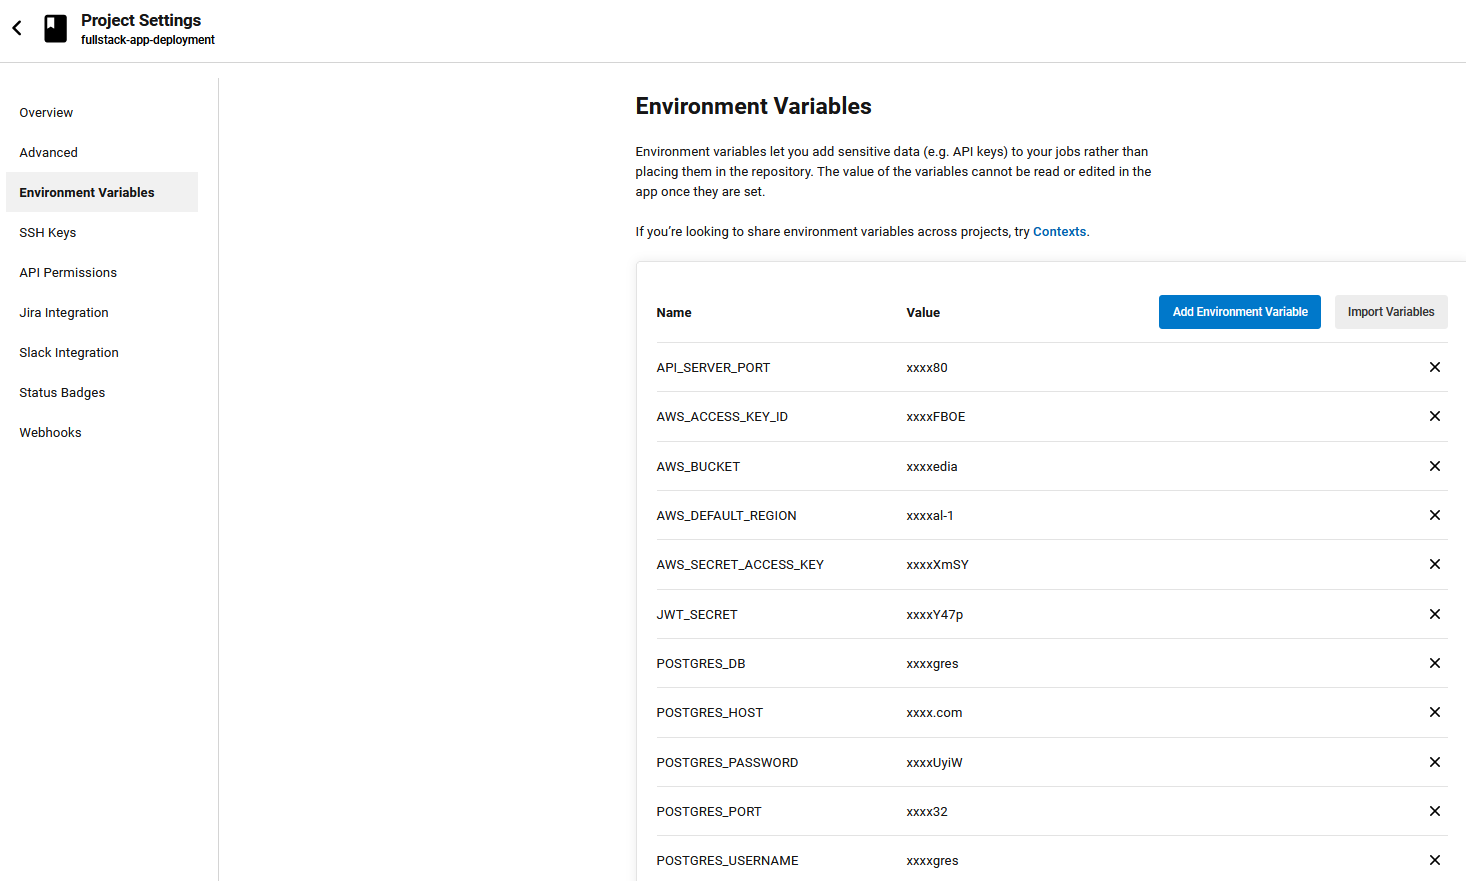 Project Settings
fullstack-app-deployment
Overview
Advanced
Environment Variables
SSH Keys
API Permissions
Jira Integration
Slack Integration
Status Badges
Webhooks
Environment Variables
Environment variables let you add sensitive data (e.g. API keys) to your jobs rather than
placing them in the repository. The value of the variables cannot be read or edited in the
app once they are set.
If you’re looking to share environment variables across projects, try Contexts.
Name Value Add Environment Variable Import Variables
API_SERVER_PORT xxxx80
AWS_ACCESS_KEY_ID xxxxFBOE
AWS_BUCKET xxxxedia
AWS_DEFAULT_REGION xxxxal-1
AWS_SECRET_ACCESS_KEY xxxxXmSY
JWT_SECRET xxxxY47p
POSTGRES_DB xxxxgres
POSTGRES_HOST xxxx.com
POSTGRES_PASSWORD xxxxUyiW
POSTGRES_PORT xxxx32
POSTGRES_USERNAME xxxxgres